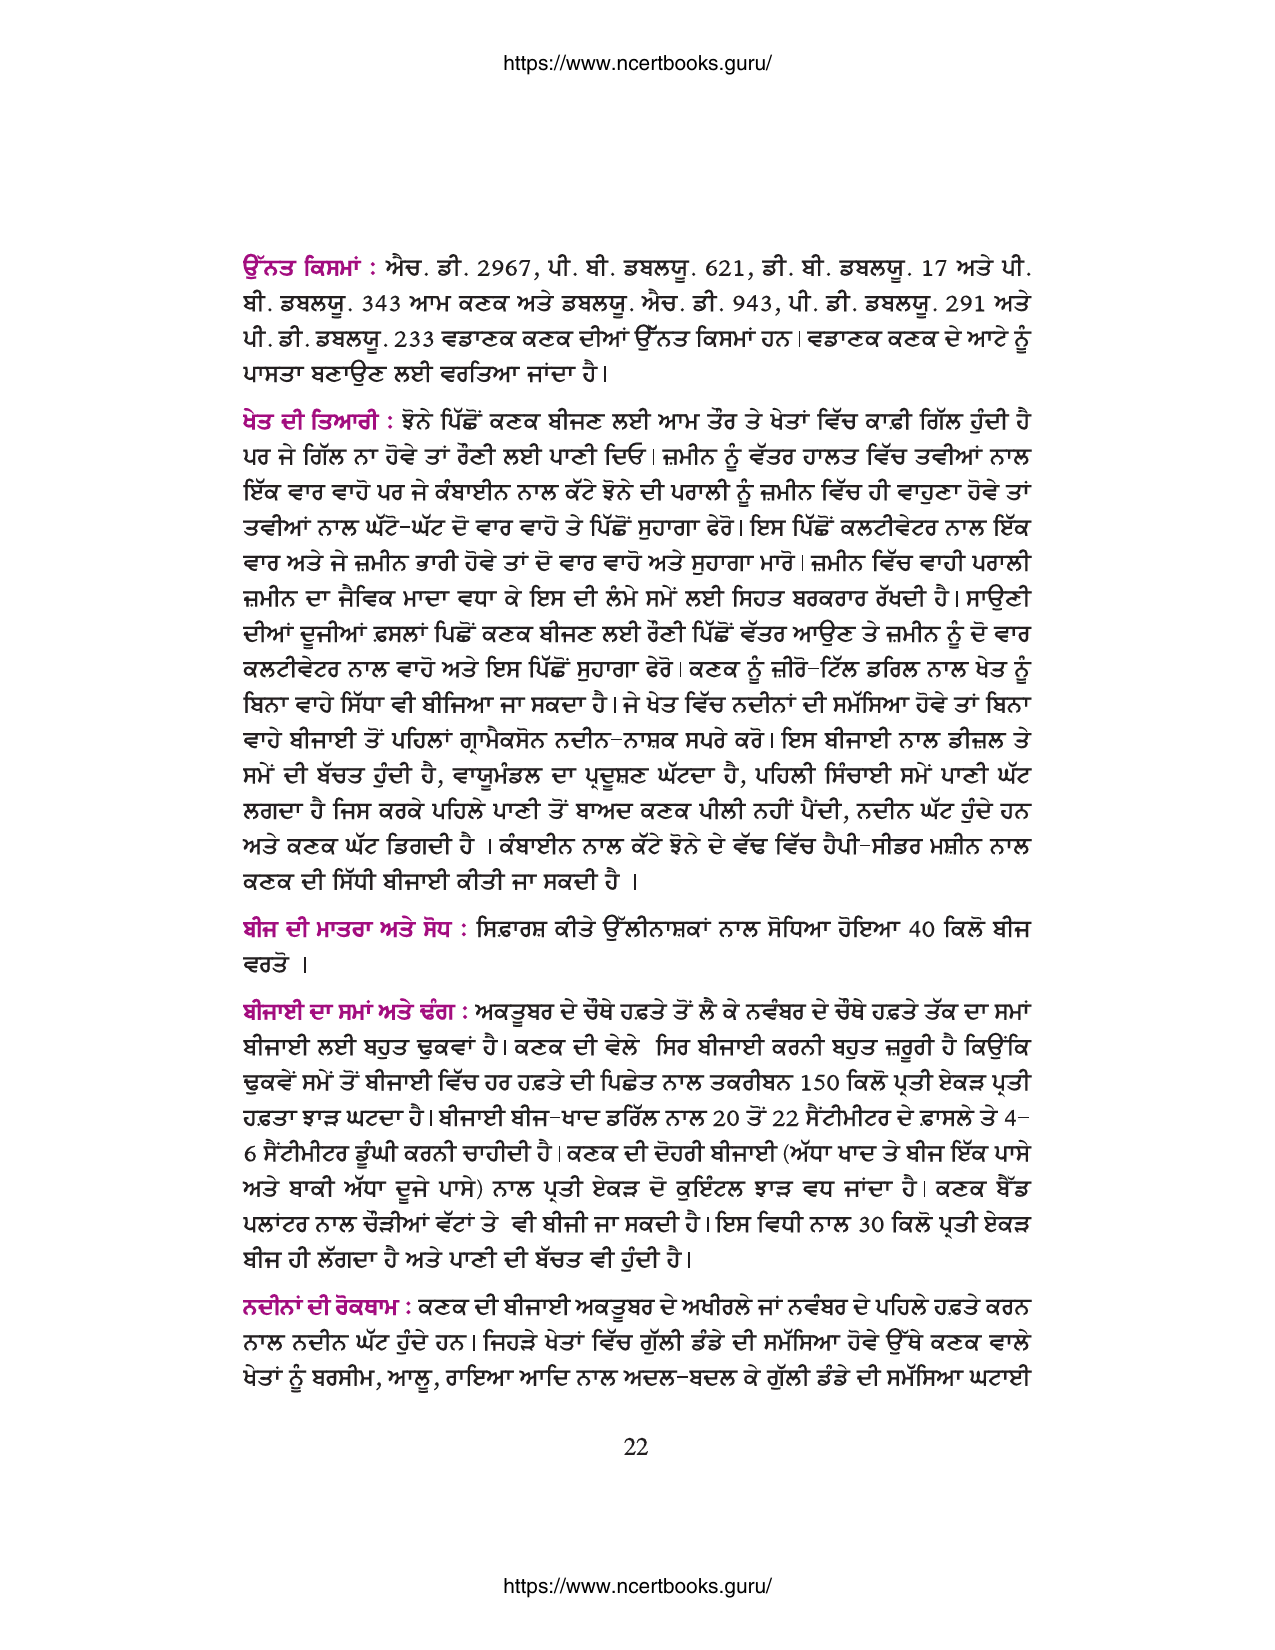 https://www.ncertbooks.guru/
ਉੱਨਤ ਕਿਸਮਾਂ : ਐਚ. ਡੀ. 2967, ਪੀ. ਬੀ. ਡਬਲਯੂ. 621, ਡੀ. ਬੀ. ਡਬਲਯੂ. 17 ਅਤੇ ਪੀ.
ਬੀ. ਡਬਲਯੂ. 343 ਆਮ ਕਣਕ ਅਤੇ ਡਬਲਯੂ. ਐਚ. ਡੀ. 943, ਪੀ. ਡੀ. ਡਬਲਯੂ. 291 ਅਤੇ
ਪੀ. ਡੀ. ਡਬਲਯੂ. 233 ਵਡਾਣਕ ਕਣਕ ਦੀਆਂ ਉੱਨਤ ਕਿਸਮਾਂ ਹਨ। ਵਡਾਣਕ ਕਣਕ ਦੇ ਆਟੇ ਨੂੰ
ਪਾਸਤਾ ਬਣਾਉਣ ਲਈ ਵਰਤਿਆ ਜਾਂਦਾ ਹੈ।
ਖੇਤ ਦੀ ਤਿਆਰੀ : ਝੋਨੇ ਪਿੱਛੋਂ ਕਣਕ ਬੀਜਣ ਲਈ ਆਮ ਤੌਰ ਤੇ ਖੇਤਾਂ ਵਿੱਚ ਕਾਫ਼ੀ ਗਿੱਲ ਹੁੰਦੀ ਹੈ
ਪਰ ਜੇ ਗਿੱਲ ਨਾ ਹੋਵੇ ਤਾਂ ਰੌਣੀ ਲਈ ਪਾਣੀ ਦਿਓ। ਜ਼ਮੀਨ ਨੂੰ ਵੱਤਰ ਹਾਲਤ ਵਿੱਚ ਤਵੀਆਂ ਨਾਲ
ਇੱਕ ਵਾਰ ਵਾਹੋ ਪਰ ਜੇ ਕੰਬਾਈਨ ਨਾਲ ਕੱਟੇ ਝੋਨੇ ਦੀ ਪਰਾਲੀ ਨੂੰ ਜ਼ਮੀਨ ਵਿੱਚ ਹੀ ਵਾਹੁਣਾ ਹੋਵੇ ਤਾਂ
ਤਵੀਆਂ ਨਾਲ ਘੱਟੋ-ਘੱਟ ਦੋ ਵਾਰ ਵਾਹੋ ਤੇ ਪਿੱਛੋਂ ਸੁਹਾਗਾ ਫੇਰੋ। ਇਸ ਪਿੱਛੋਂ ਕਲਟੀਵੇਟਰ ਨਾਲ ਇੱਕ
ਵਾਰ ਅਤੇ ਜੇ ਜ਼ਮੀਨ ਭਾਰੀ ਹੋਵੇ ਤਾਂ ਦੋ ਵਾਰ ਵਾਹੋ ਅਤੇ ਸੁਹਾਗਾ ਮਾਰੋ। ਜ਼ਮੀਨ ਵਿੱਚ ਵਾਹੀ ਪਰਾਲੀ
ਜ਼ਮੀਨ ਦਾ ਜੈਵਿਕ ਮਾਦਾ ਵਧਾ ਕੇ ਇਸ ਦੀ ਲੰਮੇ ਸਮੇਂ ਲਈ ਸਿਹਤ ਬਰਕਰਾਰ ਰੱਖਦੀ ਹੈ। ਸਾਉਣੀ
ਦੀਆਂ ਦੂਜੀਆਂ ਫ਼ਸਲਾਂ ਪਿਛੋਂ ਕਣਕ ਬੀਜਣ ਲਈ ਰੌਣੀ ਪਿੱਛੋਂ ਵੱਤਰ ਆਉਣ ਤੇ ਜ਼ਮੀਨ ਨੂੰ ਦੋ ਵਾਰ
ਕਲਟੀਵੇਟਰ ਨਾਲ ਵਾਹੋ ਅਤੇ ਇਸ ਪਿੱਛੋਂ ਸੁਹਾਗਾ ਫੇਰੋ। ਕਣਕ ਨੂੰ ਜ਼ੀਰੋ-ਟਿੱਲ ਡਰਿਲ ਨਾਲ ਖੇਤ ਨੂੰ
ਬਿਨਾ ਵਾਹੇ ਸਿੱਧਾ ਵੀ ਬੀਜਿਆ ਜਾ ਸਕਦਾ ਹੈ। ਜੇ ਖੇਤ ਵਿੱਚ ਨਦੀਨਾਂ ਦੀ ਸਮੱਸਿਆ ਹੋਵੇ ਤਾਂ ਬਿਨਾ
ਵਾਹੇ ਬੀਜਾਈ ਤੋਂ ਪਹਿਲਾਂ ਗ੍ਰਾਮੈਕਸੋਨ ਨਦੀਨ-ਨਾਸ਼ਕ ਸਪਰੇ ਕਰੋ। ਇਸ ਬੀਜਾਈ ਨਾਲ ਡੀਜ਼ਲ ਤੇ
ਸਮੇਂ ਦੀ ਬੱਚਤ ਹੁੰਦੀ ਹੈ, ਵਾਯੂਮੰਡਲ ਦਾ ਪ੍ਰਦੂਸ਼ਣ ਘੱਟਦਾ ਹੈ, ਪਹਿਲੀ ਸਿੰਚਾਈ ਸਮੇਂ ਪਾਣੀ ਘੱਟ
ਲਗਦਾ ਹੈ ਜਿਸ ਕਰਕੇ ਪਹਿਲੇ ਪਾਣੀ ਤੋਂ ਬਾਅਦ ਕਣਕ ਪੀਲੀ ਨਹੀਂ ਪੈਂਦੀ, ਨਦੀਨ ਘੱਟ ਹੁੰਦੇ ਹਨ
ਅਤੇ ਕਣਕ ਘੱਟ ਡਿਗਦੀ ਹੈ । ਕੰਬਾਈਨ ਨਾਲ ਕੱਟੇ ਝੋਨੇ ਦੇ ਵੱਢ ਵਿੱਚ ਹੈਪੀ-ਸੀਡਰ ਮਸ਼ੀਨ ਨਾਲ
ਕਣਕ ਦੀ ਸਿੱਧੀ ਬੀਜਾਈ ਕੀਤੀ ਜਾ ਸਕਦੀ ਹੈ ।
ਬੀਜ ਦੀ ਮਾਤਰਾ ਅਤੇ ਸੋਧ : ਸਿਫ਼ਾਰਸ਼ ਕੀਤੇ ਉੱਲੀਨਾਸ਼ਕਾਂ ਨਾਲ ਸੋਧਿਆ ਹੋਇਆ 40 ਕਿਲੋ ਬੀਜ
ਵਰਤੋ ।
ਬੀਜਾਈ ਦਾ ਸਮਾਂ ਅਤੇ ਢੰਗ : ਅਕਤੂਬਰ ਦੇ ਚੌਥੇ ਹਫ਼ਤੇ ਤੋਂ ਲੈ ਕੇ ਨਵੰਬਰ ਦੇ ਚੌਥੇ ਹਫ਼ਤੇ ਤੱਕ ਦਾ ਸਮਾਂ
ਬੀਜਾਈ ਲਈ ਬਹੁਤ ਢੁਕਵਾਂ ਹੈ। ਕਣਕ ਦੀ ਵੇਲੇ ਸਿਰ ਬੀਜਾਈ ਕਰਨੀ ਬਹੁਤ ਜ਼ਰੂਰੀ ਹੈ ਕਿਉਂਕਿ
ਢੁਕਵੇਂ ਸਮੇਂ ਤੋਂ ਬੀਜਾਈ ਵਿੱਚ ਹਰ ਹਫ਼ਤੇ ਦੀ ਪਿਛੇਤ ਨਾਲ ਤਕਰੀਬਨ 150 ਕਿਲੋ ਪ੍ਰਤੀ ਏਕੜ ਪ੍ਰਤੀ
ਹਫ਼ਤਾ ਝਾੜ ਘਟਦਾ ਹੈ। ਬੀਜਾਈ ਬੀਜ-ਖਾਦ ਡਰਿੱਲ ਨਾਲ 20 ਤੋਂ 22 ਸੈਂਟੀਮੀਟਰ ਦੇ ਫ਼ਾਸਲੇ ਤੇ 4-
6 ਸੈਂਟੀਮੀਟਰ ਡੂੰਘੀ ਕਰਨੀ ਚਾਹੀਦੀ ਹੈ। ਕਣਕ ਦੀ ਦੋਹਰੀ ਬੀਜਾਈ (ਅੱਧਾ ਖਾਦ ਤੇ ਬੀਜ ਇੱਕ ਪਾਸੇ
ਅਤੇ ਬਾਕੀ ਅੱਧਾ ਦੂਜੇ ਪਾਸੇ) ਨਾਲ ਪ੍ਰਤੀ ਏਕੜ ਦੋ ਕੁਇੰਟਲ ਝਾੜ ਵਧ ਜਾਂਦਾ ਹੈ। ਕਣਕ ਬੈੱਡ
ਪਲਾਂਟਰ ਨਾਲ ਚੌੜੀਆਂ ਵੱਟਾਂ ਤੇ ਵੀ ਬੀਜੀ ਜਾ ਸਕਦੀ ਹੈ। ਇਸ ਵਿਧੀ ਨਾਲ 30 ਕਿਲੋ ਪ੍ਰਤੀ ਏਕੜ
ਬੀਜ ਹੀ ਲੱਗਦਾ ਹੈ ਅਤੇ ਪਾਣੀ ਦੀ ਬੱਚਤ ਵੀ ਹੁੰਦੀ ਹੈ।
ਨਦੀਨਾਂ ਦੀ ਰੋਕਥਾਮ : ਕਣਕ ਦੀ ਬੀਜਾਈ ਅਕਤੂਬਰ ਦੇ ਅਖੀਰਲੇ ਜਾਂ ਨਵੰਬਰ ਦੇ ਪਹਿਲੇ ਹਫ਼ਤੇ ਕਰਨ
ਨਾਲ ਨਦੀਨ ਘੱਟ ਹੁੰਦੇ ਹਨ। ਜਿਹੜੇ ਖੇਤਾਂ ਵਿੱਚ ਗੁੱਲੀ ਡੰਡੇ ਦੀ ਸਮੱਸਿਆ ਹੋਵੇ ਉੱਥੇ ਕਣਕ ਵਾਲੇ
ਖੇਤਾਂ ਨੂੰ ਬਰਸੀਮ, ਆਲੂ, ਰਾਇਆ ਆਦਿ ਨਾਲ ਅਦਲ-ਬਦਲ ਕੇ ਗੁੱਲੀ ਡੰਡੇ ਦੀ ਸਮੱਸਿਆ ਘਟਾਈ
22
https://www.ncertbooks.guru/